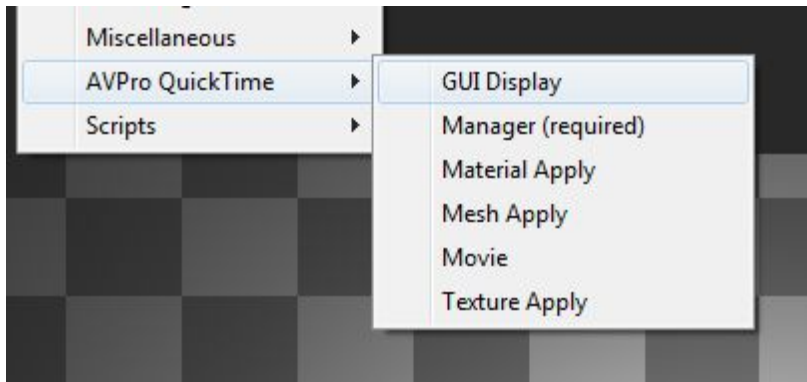 Miscellaneous
AVPro QuickTime
Scripts
GUI Display
Manager (required)
Material Apply
Mesh Apply
Movie
Texture Apply